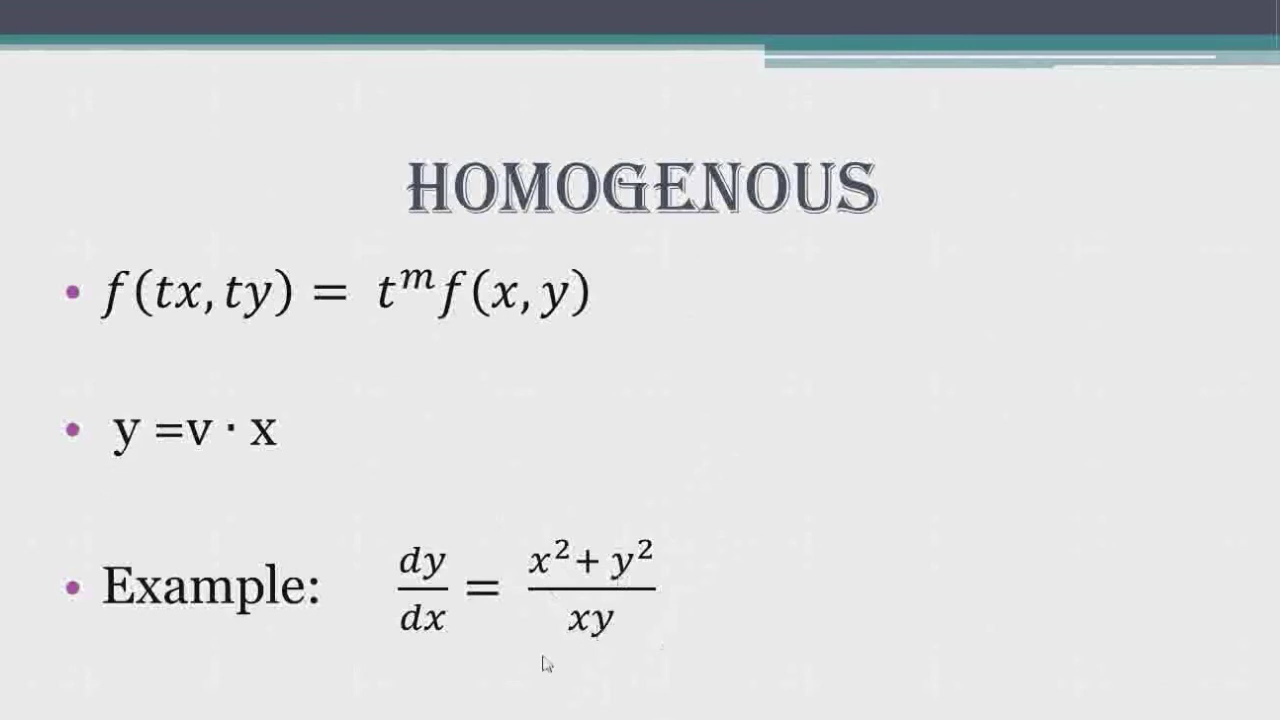 HOMOGENOUS
• f(tx, ty) = t^m f(x, y)
• y =v · x
• Example: dy/dx = (x² + y²)/(xy)